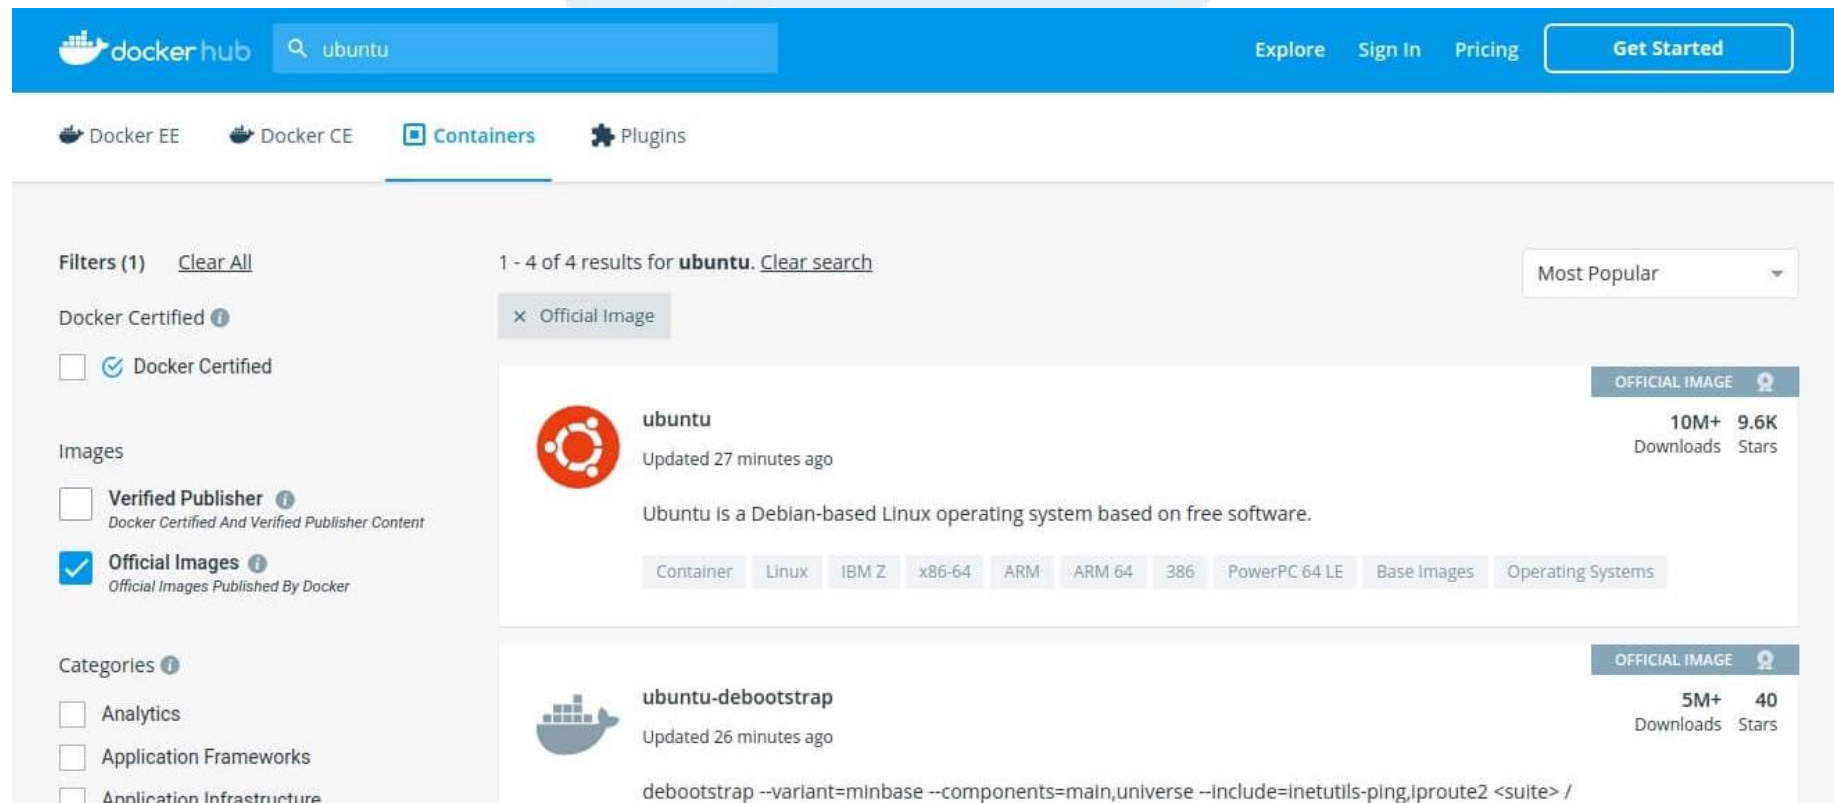 dockerhub
ubuntu
Explore Sign In Pricing Get Started
Docker EE Docker CE Containers Plugins
Filters (1) Clear All
1 - 4 of 4 results for ubuntu. Clear search
Most Popular
Docker Certified
× Official Image
Docker Certified
OFFICIAL IMAGE
ubuntu
10M+ 9.6K
Downloads Stars
Updated 27 minutes ago
Images
Verified Publisher
Docker Certified And Verified Publisher Content
Ubuntu is a Debian-based Linux operating system based on free software.
Official Images
Official Images Published By Docker
Container Linux IBM Z x86-64 ARM ARM 64 386 PowerPC 64 LE Base Images Operating Systems
Categories
OFFICIAL IMAGE
ubuntu-debootstrap
5M+ 40
Downloads Stars
Analytics
Updated 26 minutes ago
Application Frameworks
debootstrap --variant=minbase --components=main,universe --include=inetutils-ping,iproute2 <suite> /
Application Infrastructure